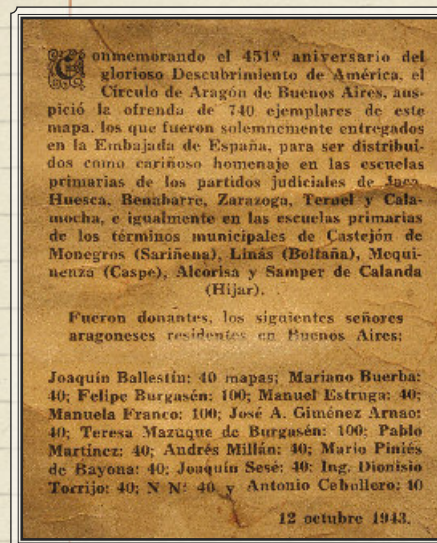 Conmemorando el 451º aniversario del
glorioso Descubrimiento de América, el
Círculo de Aragón de Buenos Aires, aus-
pició la ofrenda de 740 ejemplares de este
mapa, los que fueron solemnemente entregados
en la Embajada de España, para ser distribuí-
dos como cariñoso homenaje en las escuelas
primarias de los partidos judiciales de Jaca,
Huesca, Benabarre, Zarazoga, Teruel y Cala-
mocha, e igualmente en las escuelas primarias
de los términos municipales de Castejón de
Monegros (Sariñena), Linás (Boltaña), Mequi-
nenza (Caspe), Alcorisa y Samper de Calanda
(Hijar).
Fueron donantes, los siguientes señores
aragoneses residentes en Buenos Aires:
Joaquín Ballestín: 40 mapas; Mariano Buerba:
40; Felipe Burgasén: 100; Manuel Estruga: 40;
Manuela Franco: 100; José A. Giménez Arnao:
40; Teresa Mazuque de Burgasén: 100; Pablo
Martínez: 40; Andrés Millán: 40; Mario Piniés
de Bayona: 40; Joaquín Sesé: 40; Ing. Dionisio
Torrijo: 40; N N: 40 y Antonio Cebollero: 40
12 octubre 1943.